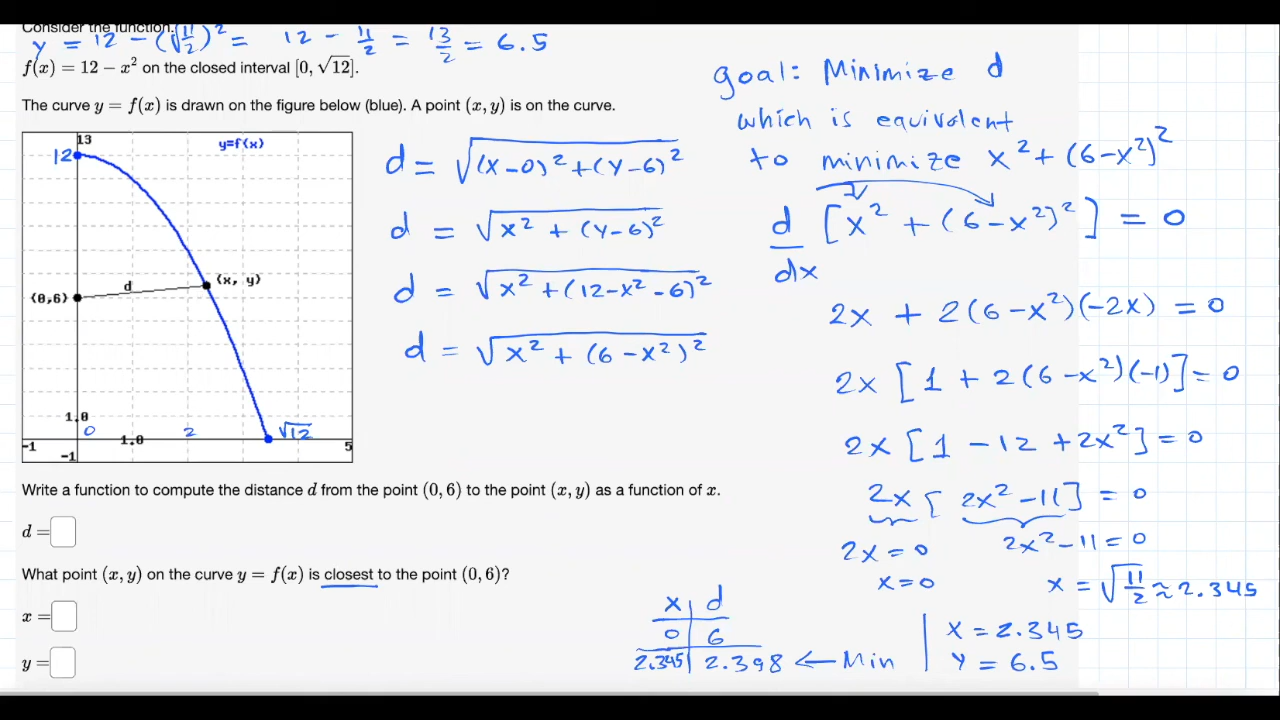 Consider the function
y = 12 − (√11/2)² = 12 − 11/2 = 13/2 = 6.5
f(x) = 12 − x² on the closed interval [0, √12].
The curve y = f(x) is drawn on the figure below (blue). A point (x, y) is on the curve.
13
12
y=f(x)
(x, y)
d
(0,6)
1.0
0
1.0
2
√12
-1
-1
5
d = √(x−0)² + (y−6)²
d = √x² + (y−6)²
d = √x² + (12−x²−6)²
d = √x² + (6−x²)²
goal: Minimize d
which is equivalent
to minimize x² + (6−x²)²
d/dx [x² + (6−x²)²] = 0
2x + 2(6−x²)(−2x) = 0
2x [1 + 2(6−x²)(−1)] = 0
2x [1 − 12 + 2x²] = 0
2x [2x² − 11] = 0
2x = 0
2x² − 11 = 0
x = 0
x = √11/2 ≈ 2.345
Write a function to compute the distance d from the point (0, 6) to the point (x, y) as a function of x.
d =
What point (x, y) on the curve y = f(x) is closest to the point (0, 6)?
x =
y =
x | d
0 | 6
2.345 | 2.398 ← Min
x = 2.345
y = 6.5